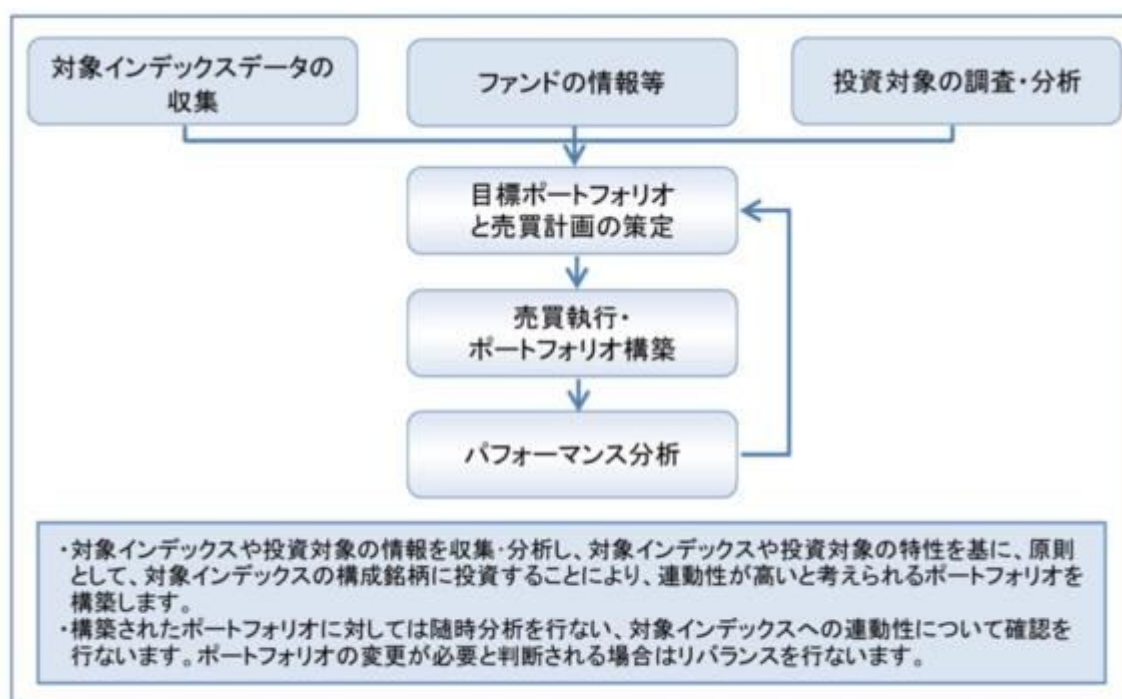 対象インデックスデータの
収集
ファンドの情報等
投資対象の調査・分析
目標ポートフォリオ
と売買計画の策定
売買執行・
ポートフォリオ構築
パフォーマンス分析
・対象インデックスや投資対象の情報を収集・分析し、対象インデックスや投資対象の特性を基に、原則
として、対象インデックスの構成銘柄に投資することにより、連動性が高いと考えられるポートフォリオを
構築します。
・構築されたポートフォリオに対しては随時分析を行ない、対象インデックスへの連動性について確認を
行ないます。ポートフォリオの変更が必要と判断される場合はリバランスを行ないます。